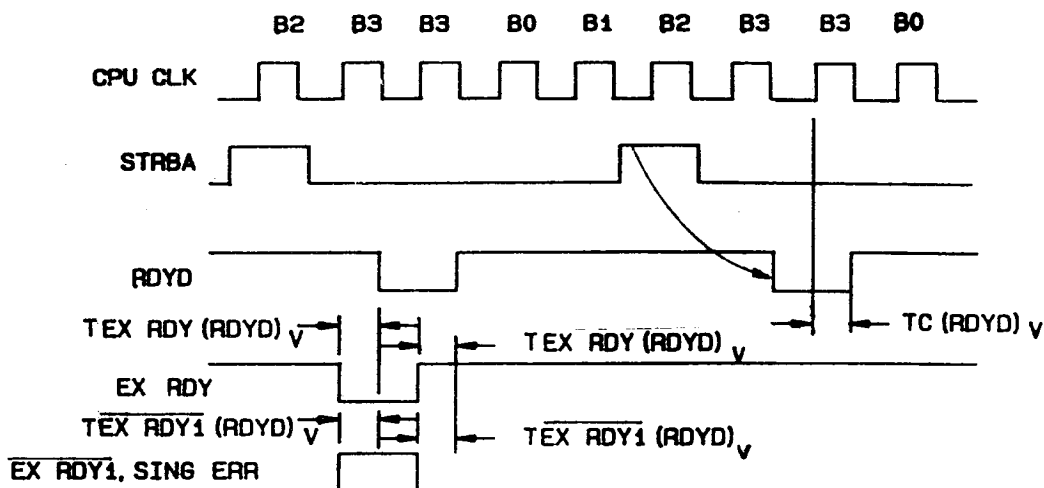 B2 B3 B3 B0 B1 B2 B3 B3 B0
CPU CLK
STRBA
RDYD
TEX RDY (RDYD) V
TEX RDY (RDYD) V
TC (RDYD) V
EX RDY
TEX RDY1 (RDYD) V
TEX RDY1 (RDYD) V
EX RDY1, SING ERR